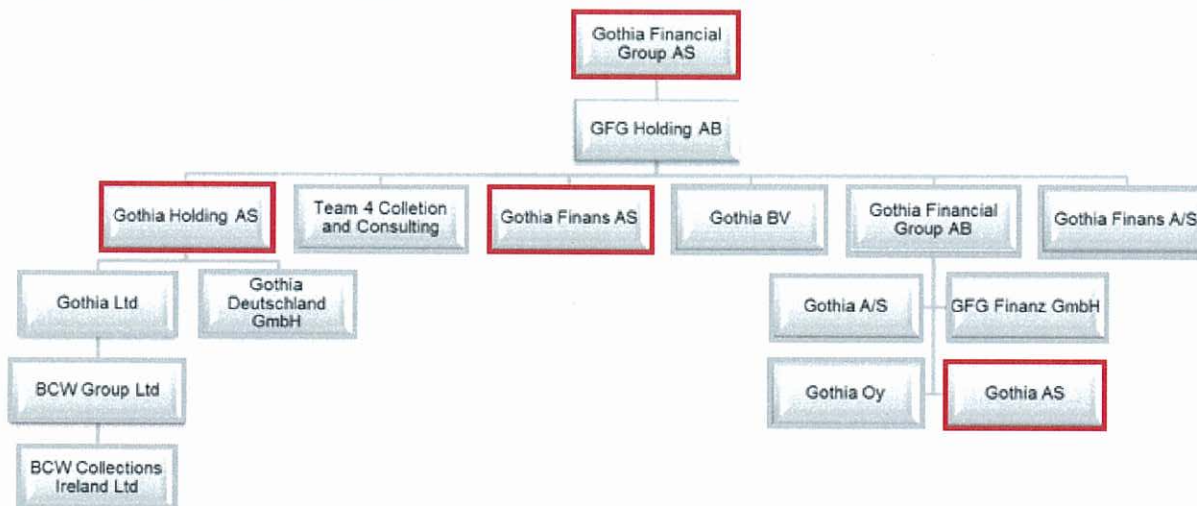 Gothia Financial
Group AS
GFG Holding AB
Gothia Holding AS
Team 4 Colletion
and Consulting
Gothia Finans AS
Gothia BV
Gothia Financial
Group AB
Gothia Finans A/S
Gothia Ltd
Gothia
Deutschland
GmbH
Gothia A/S
GFG Finanz GmbH
BCW Group Ltd
Gothia Oy
Gothia AS
BCW Collections
Ireland Ltd